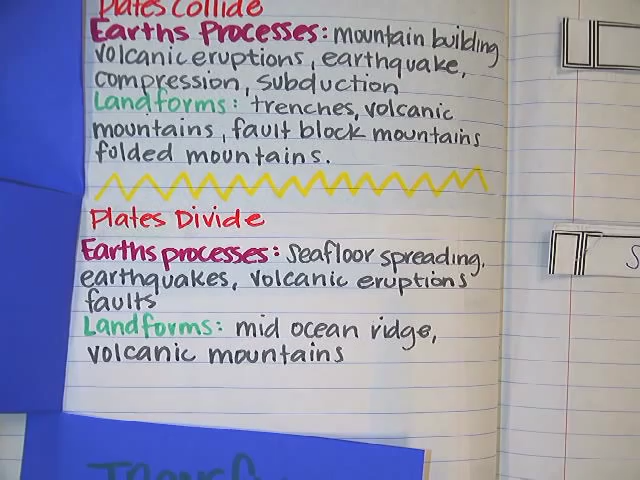 Plates Collide
Earths Processes: mountain building
volcanic eruptions, earthquake,
compression, subduction
Landforms: trenches, volcanic
mountains, fault block mountains
folded mountains.
Plates Divide
Earths processes: seafloor spreading,
earthquakes, volcanic eruptions
faults
Landforms: mid ocean ridge,
volcanic mountains
S